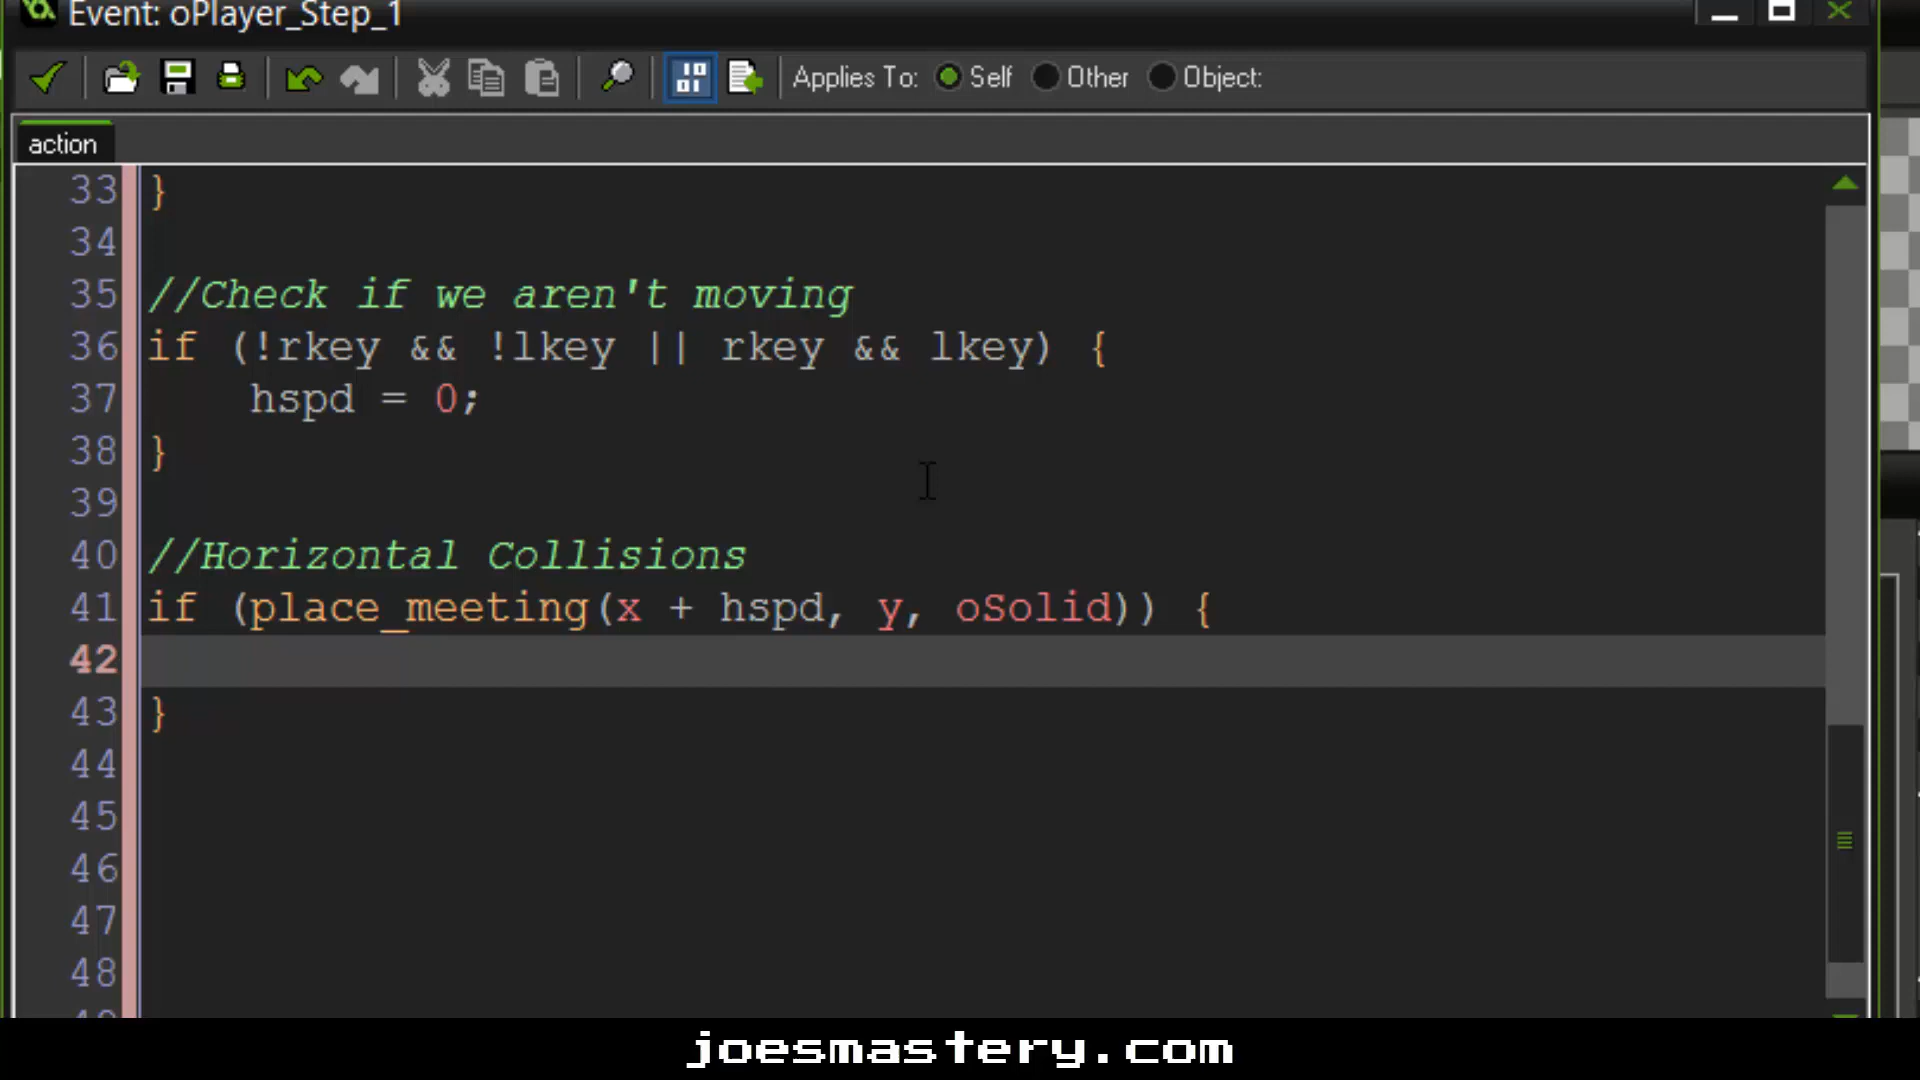 Event: oPlayer_Step_1
Applies To: Self Other Object:
action
33 }
34
35 //Check if we aren't moving
36 if (!rkey && !lkey || rkey && lkey) {
37     hspd = 0;
38 }
39
40 //Horizontal Collisions
41 if (place_meeting(x + hspd, y, oSolid)) {
42
43 }
44
45
46
47
48
joesmastery.com